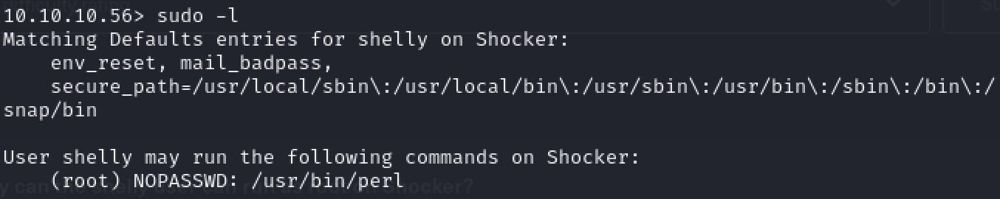 difficulty rating
10.10.10.56> sudo -l
Matching Defaults entries for shelly on Shocker:
    env_reset, mail_badpass,
    secure_path=/usr/local/sbin\:/usr/local/bin\:/usr/sbin\:/usr/bin\:/sbin\:/bin\:/
snap/bin
User shelly may run the following commands on Shocker:
    (root) NOPASSWD: /usr/bin/perl